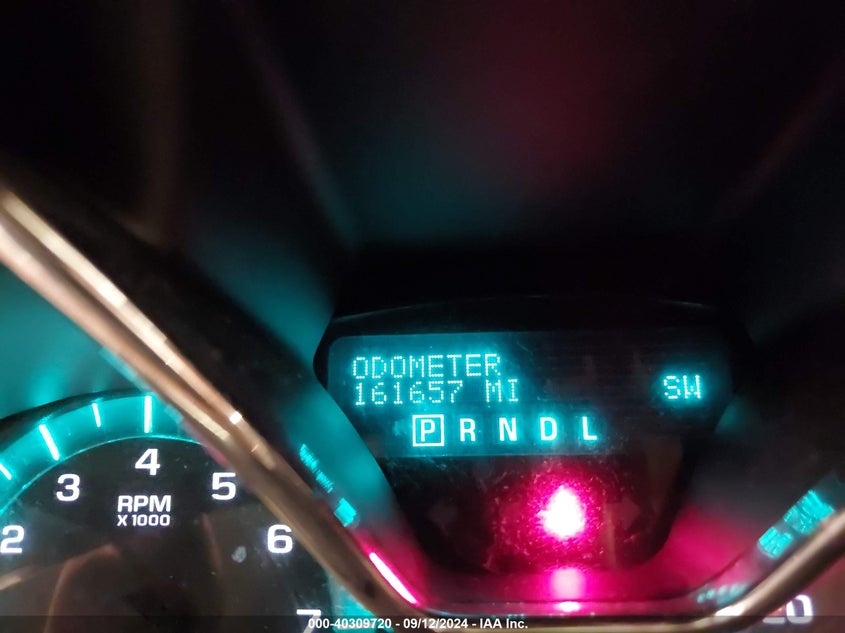 ODOMETER
161657 MI
SW
P R N D L
4
3
5
RPM
X1000
2
6
7
20
000-40309720 - 09/12/2024 - IAA Inc.